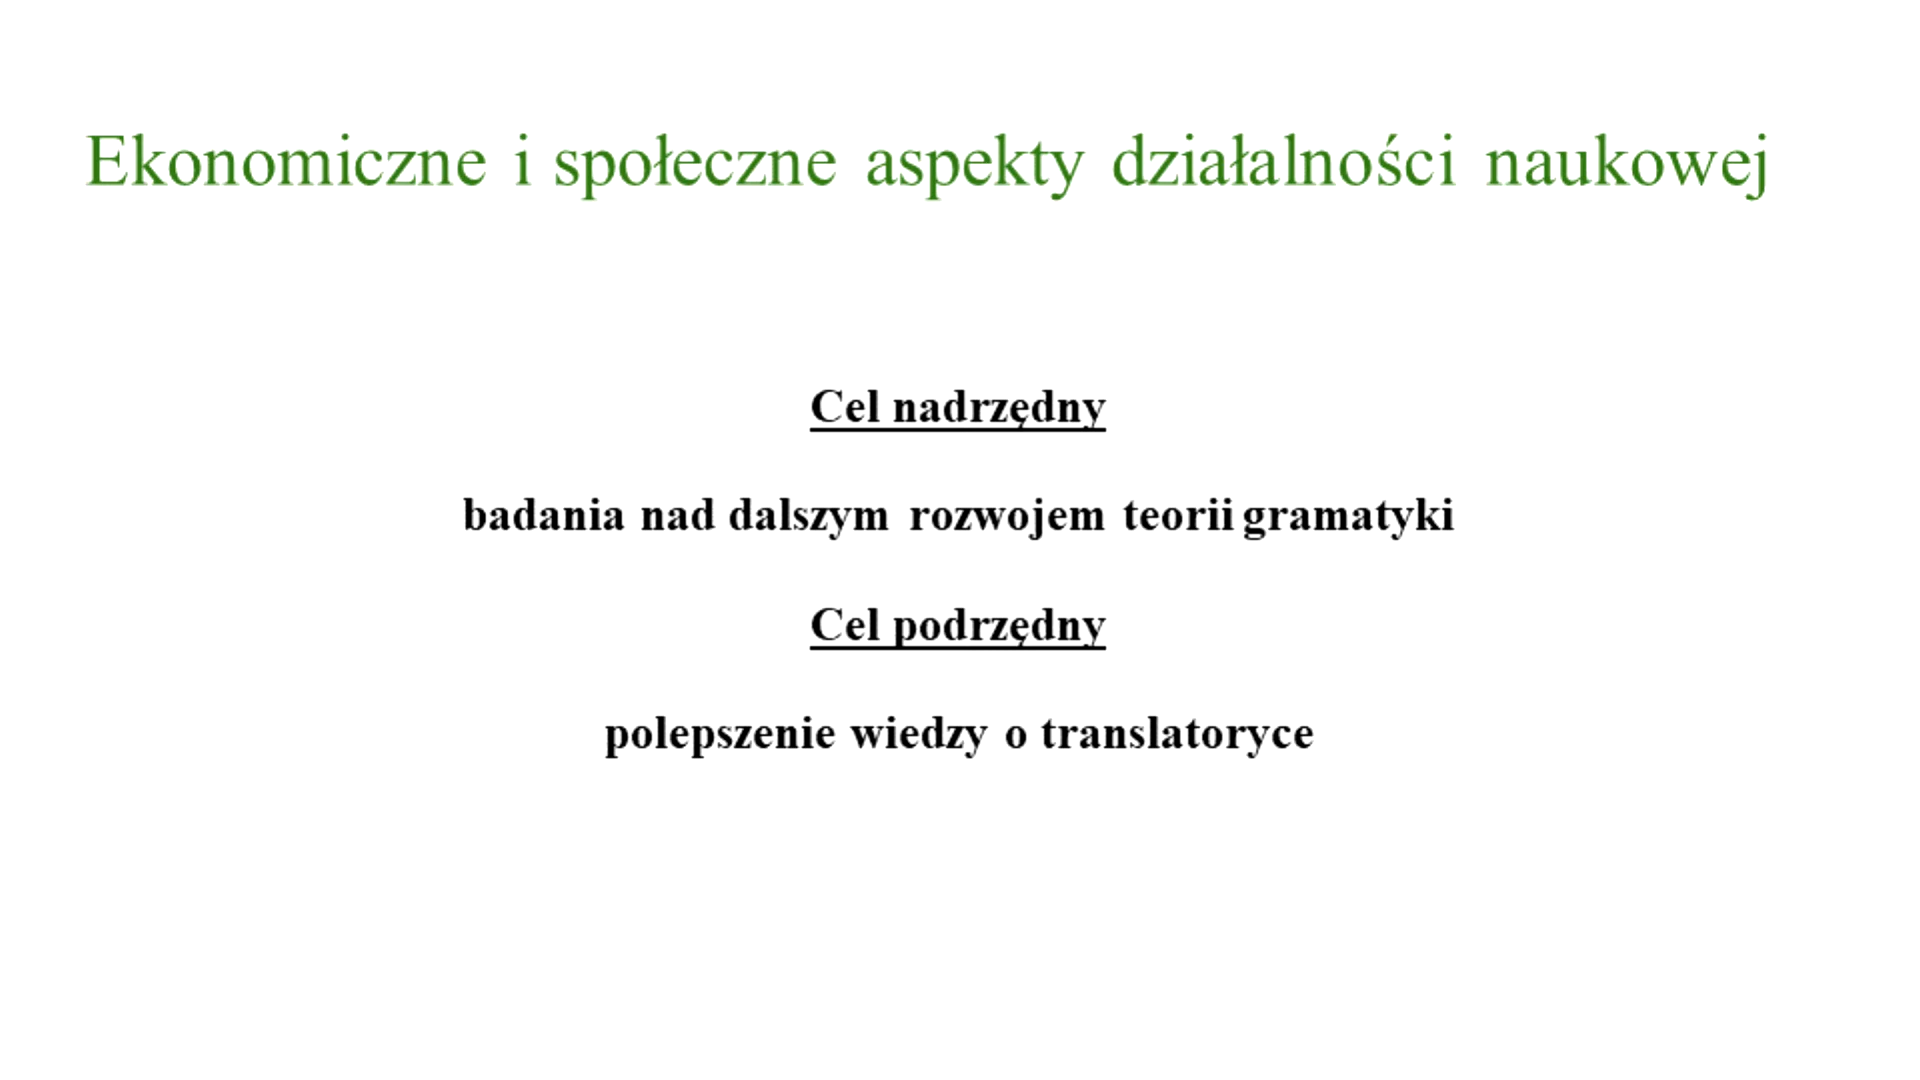 Ekonomiczne i społeczne aspekty działalności naukowej
Cel nadrzędny
badania nad dalszym rozwojem teorii gramatyki
Cel podrzędny
polepszenie wiedzy o translatoryce